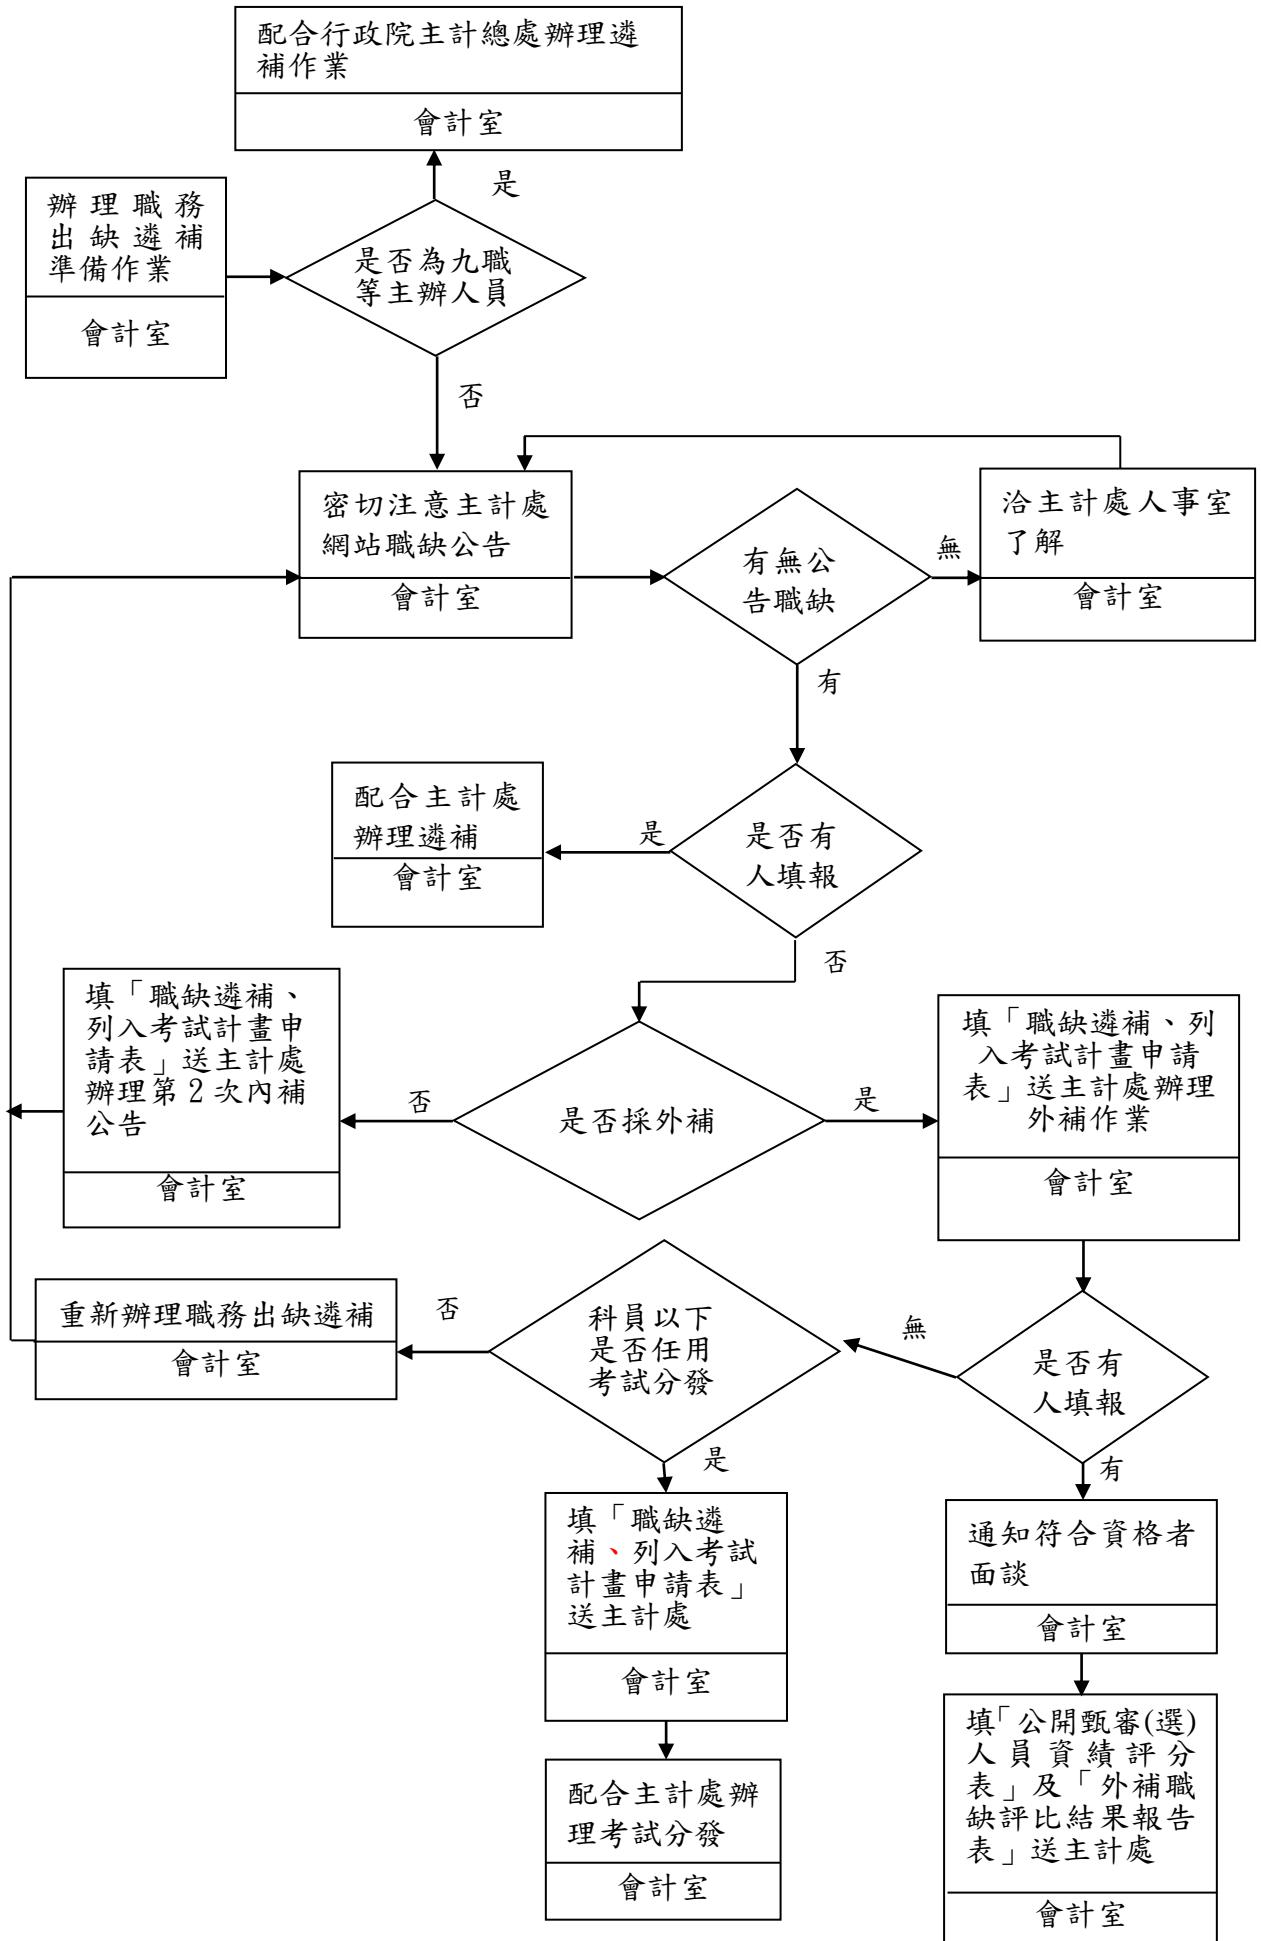 配合行政院主計總處辦理遴
補作業
會計室
是
辦理職務
出缺遴補
準備作業
會計室
是否為九職
等主辦人員
否
密切注意主計處
網站職缺公告
會計室
有無公
告職缺
無
洽主計處人事室
了解
會計室
有
配合主計處
辦理遴補
會計室
是
是否有
人填報
否
填「職缺遴補、
列入考試計畫申
請表」送主計處
辦理第2次內補
公告
會計室
否
是否採外補
是
填「職缺遴補、列
入考試計畫申請
表」送主計處辦理
外補作業
會計室
重新辦理職務出缺遴補
會計室
否
科員以下
是否任用
考試分發
無
是否有
人填報
是
有
填「職缺遴
補、列入考試
計畫申請表」
送主計處
會計室
通知符合資格者
面談
會計室
配合主計處辦
理考試分發
會計室
填「公開甄審(選)
人員資績評分
表」及「外補職
缺評比結果報告
表」送主計處
會計室